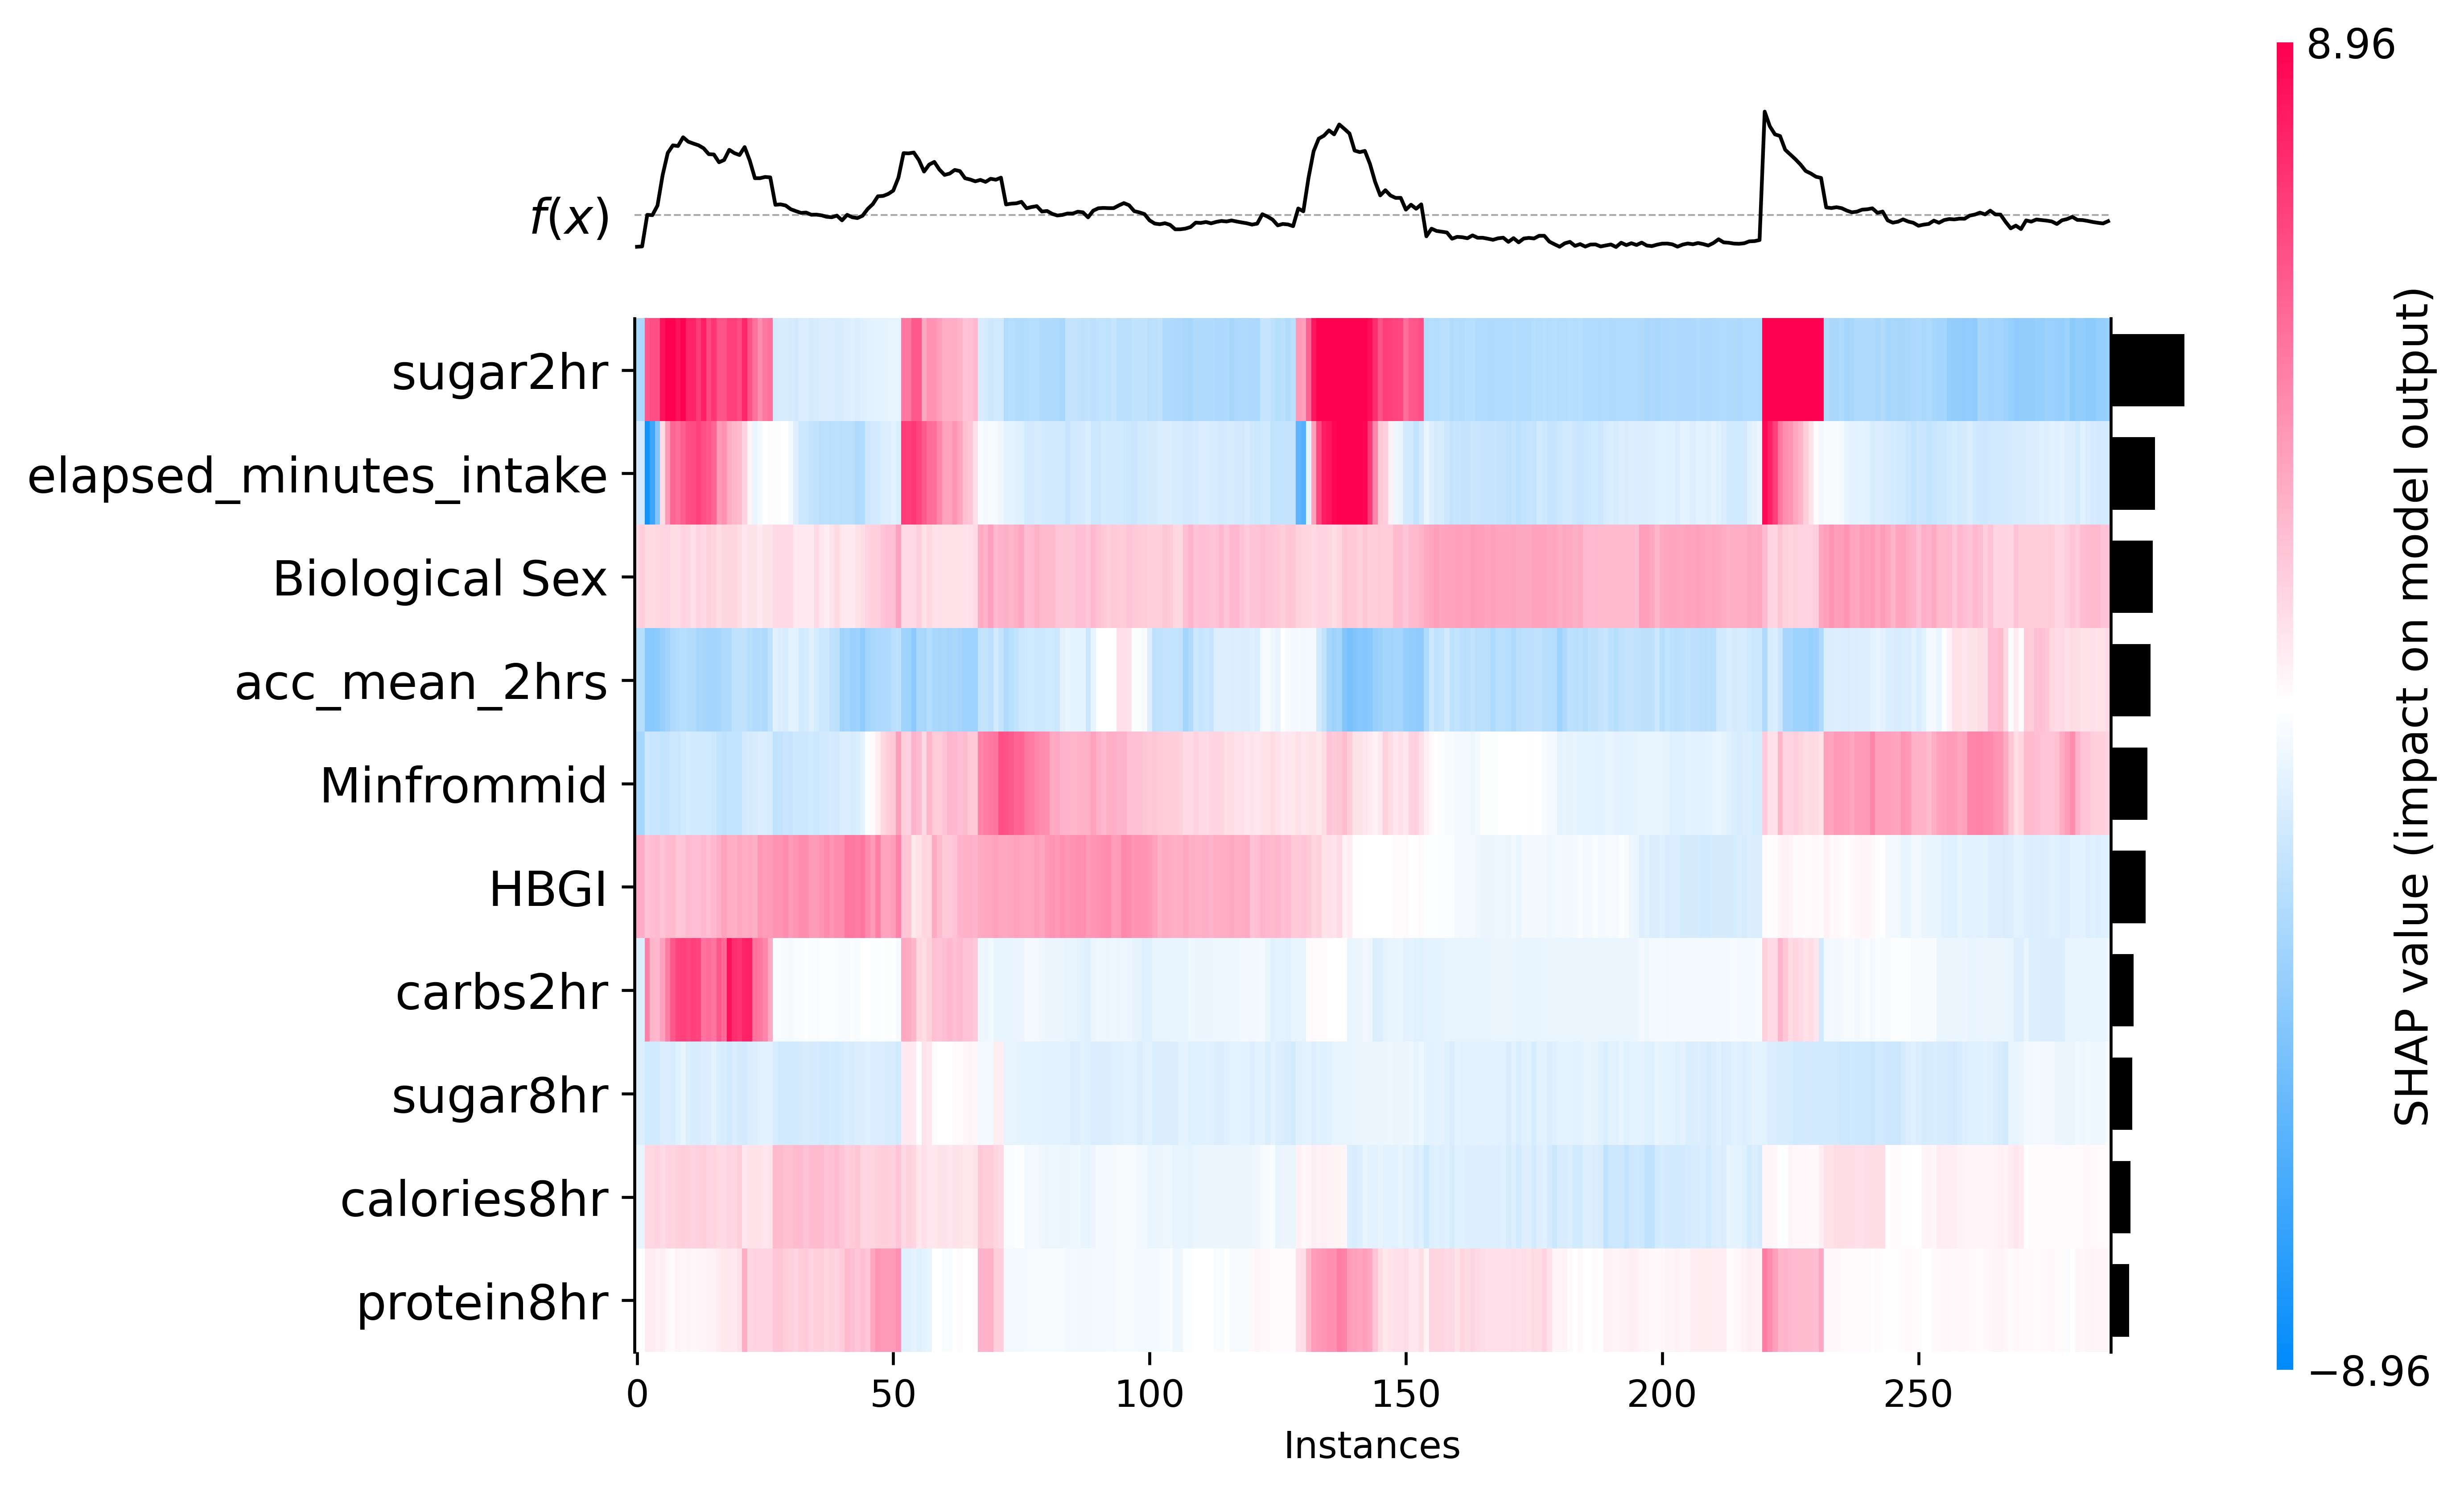 8.96
f(x)
sugar2hr
elapsed_minutes_intake
Biological Sex
acc_mean_2hrs
Minfrommid
HBGI
carbs2hr
sugar8hr
calories8hr
protein8hr
0 50 100 150 200 250
Instances
SHAP value (impact on model output)
−8.96